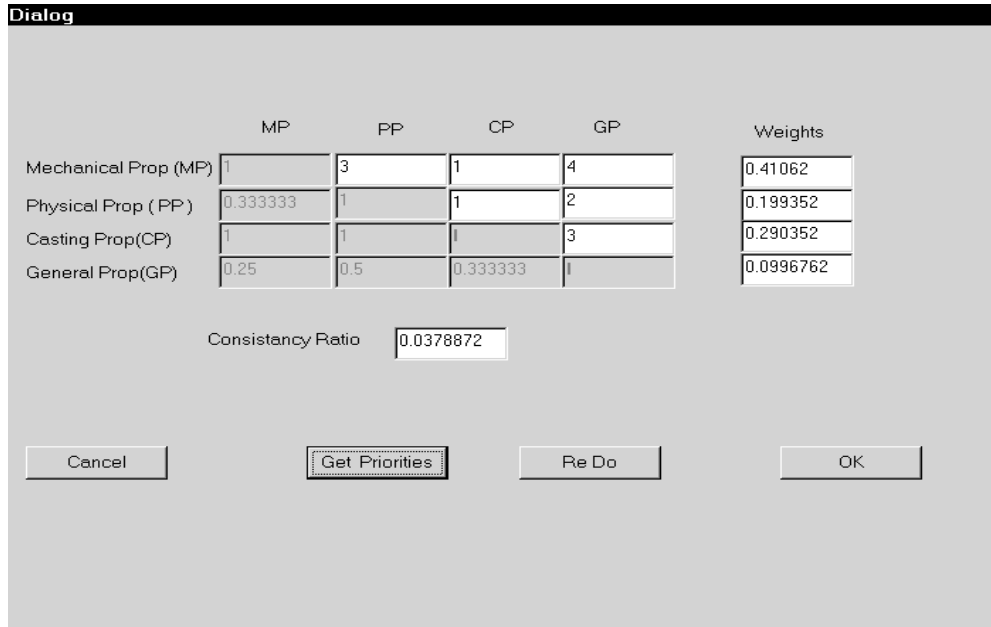 Dialog
MP PP CP GP Weights
Mechanical Prop (MP) 1 3 1 4 0.41062
Physical Prop ( PP ) 0.333333 1 1 2 0.199352
Casting Prop(CP) 1 1 I 3 0.290352
General Prop(GP) 0.25 0.5 0.333333 I 0.0996762
Consistancy Ratio 0.0378872
Cancel Get Priorities Re Do OK